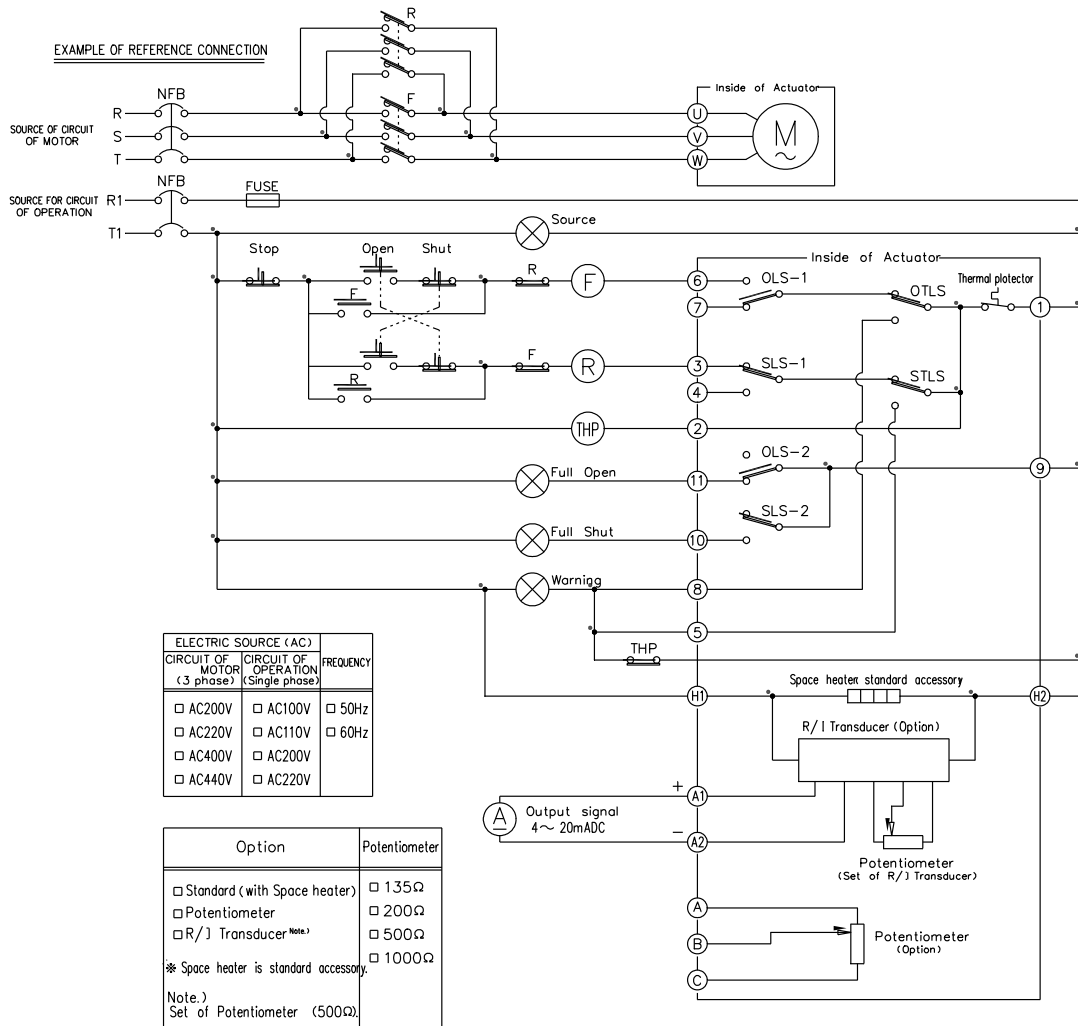 EXAMPLE OF REFERENCE CONNECTION
R
NFB
F
Inside of Actuator
R
U
SOURCE OF CIRCUIT
OF MOTOR
S
V
M
T
W
NFB
FUSE
SOURCE FOR CIRCUIT
OF OPERATION
R1
T1
Source
Stop
Open
Shut
Inside of Actuator
R
F
6
OLS-1
Thermal plotector
OTLS
F
7
1
F
R
3
SLS-1
STLS
R
4
THP
2
OLS-2
Full Open
11
9
SLS-2
Full Shut
10
Warning
8
5
THP
ELECTRIC SOURCE (AC)
CIRCUIT OF
MOTOR
(3 phase)
CIRCUIT OF
OPERATION
(Single phase)
FREQUENCY
□ AC200V □ AC100V □ 50Hz
□ AC220V □ AC110V □ 60Hz
□ AC400V □ AC200V
□ AC440V □ AC220V
H1
Space heater: standard accessory
H2
R/I Transducer (Option)
+
A1
A
Output signal
4～20mADC
−
A2
Potentiometer
(Set of R/J Transducer)
Option
Potentiometer
□ Standard (with Space heater)
□ Potentiometer
□ R/J Transducer Note.)
※ Space heater is standard accessory.
Note.)
Set of Potentiometer (500Ω).
□ 135Ω
□ 200Ω
□ 500Ω
□ 1000Ω
A
B
C
Potentiometer
(Option)